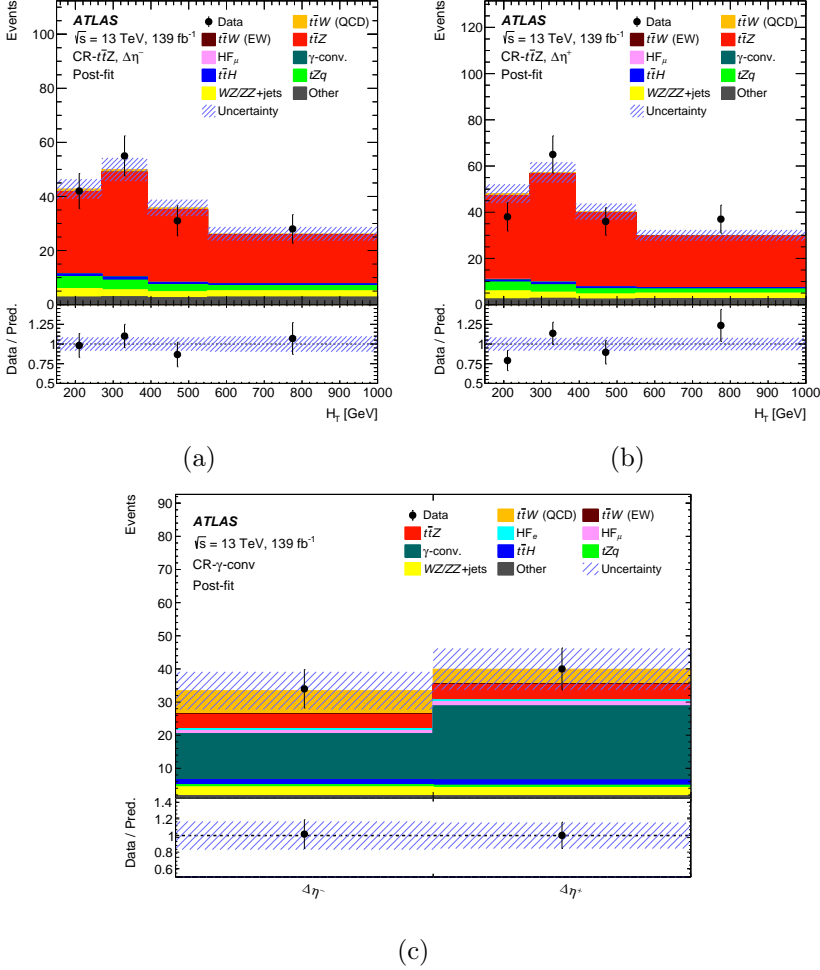 Events
ATLAS
√s = 13 TeV, 139 fb⁻¹
CR-tt̄Z, Δη⁻
Post-fit
Data
tt̄W (QCD)
tt̄W (EW)
tt̄Z
HF_μ
γ-conv.
tt̄H
tZq
WZ/ZZ+jets
Other
Uncertainty
100
80
60
40
20
0
Data / Pred.
1.25
1
0.75
0.5
200 300 400 500 600 700 800 900 1000
H_T [GeV]
(a)
Events
ATLAS
√s = 13 TeV, 139 fb⁻¹
CR-tt̄Z, Δη⁺
Post-fit
Data
tt̄W (QCD)
tt̄W (EW)
tt̄Z
HF_μ
γ-conv.
tt̄H
tZq
WZ/ZZ+jets
Other
Uncertainty
120
100
80
60
40
20
0
Data / Pred.
1.25
1
0.75
0.5
200 300 400 500 600 700 800 900 1000
H_T [GeV]
(b)
Events
ATLAS
√s = 13 TeV, 139 fb⁻¹
CR-γ-conv
Post-fit
Data
tt̄W (QCD)
tt̄W (EW)
tt̄Z
HF_e
HF_μ
γ-conv.
tt̄H
tZq
WZ/ZZ+jets
Other
Uncertainty
90
80
70
60
50
40
30
20
10
Data / Pred.
1.4
1.2
1
0.8
0.6
Δη⁻ Δη⁺
(c)